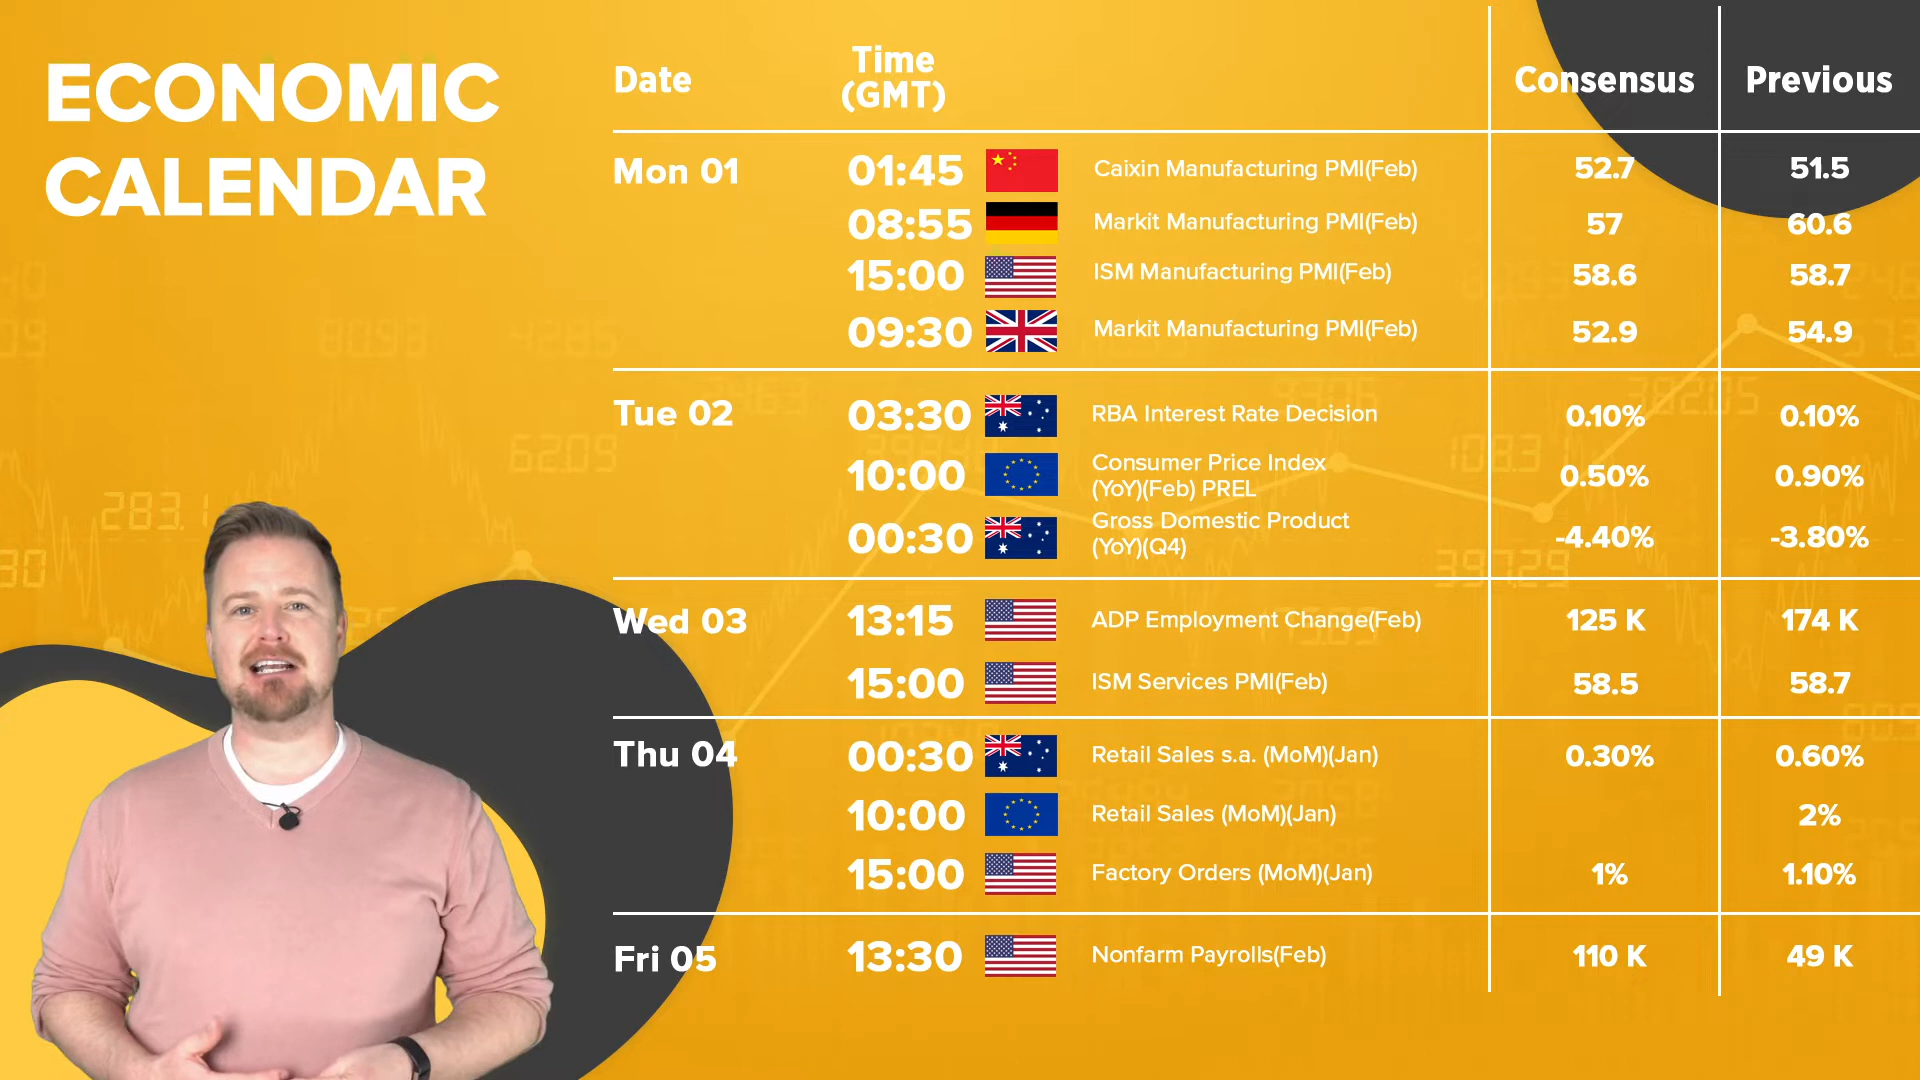 ECONOMIC
CALENDAR
Date
Time
(GMT)
Consensus
Previous
Mon 01
01:45
Caixin Manufacturing PMI(Feb)
52.7
51.5
08:55
Markit Manufacturing PMI(Feb)
57
60.6
15:00
ISM Manufacturing PMI(Feb)
58.6
58.7
09:30
Markit Manufacturing PMI(Feb)
52.9
54.9
Tue 02
03:30
RBA Interest Rate Decision
0.10%
0.10%
10:00
Consumer Price Index
(YoY)(Feb) PREL
0.50%
0.90%
00:30
Gross Domestic Product
(YoY)(Q4)
-4.40%
-3.80%
Wed 03
13:15
ADP Employment Change(Feb)
125 K
174 K
15:00
ISM Services PMI(Feb)
58.5
58.7
Thu 04
00:30
Retail Sales s.a. (MoM)(Jan)
0.30%
0.60%
10:00
Retail Sales (MoM)(Jan)
2%
15:00
Factory Orders (MoM)(Jan)
1%
1.10%
Fri 05
13:30
Nonfarm Payrolls(Feb)
110 K
49 K